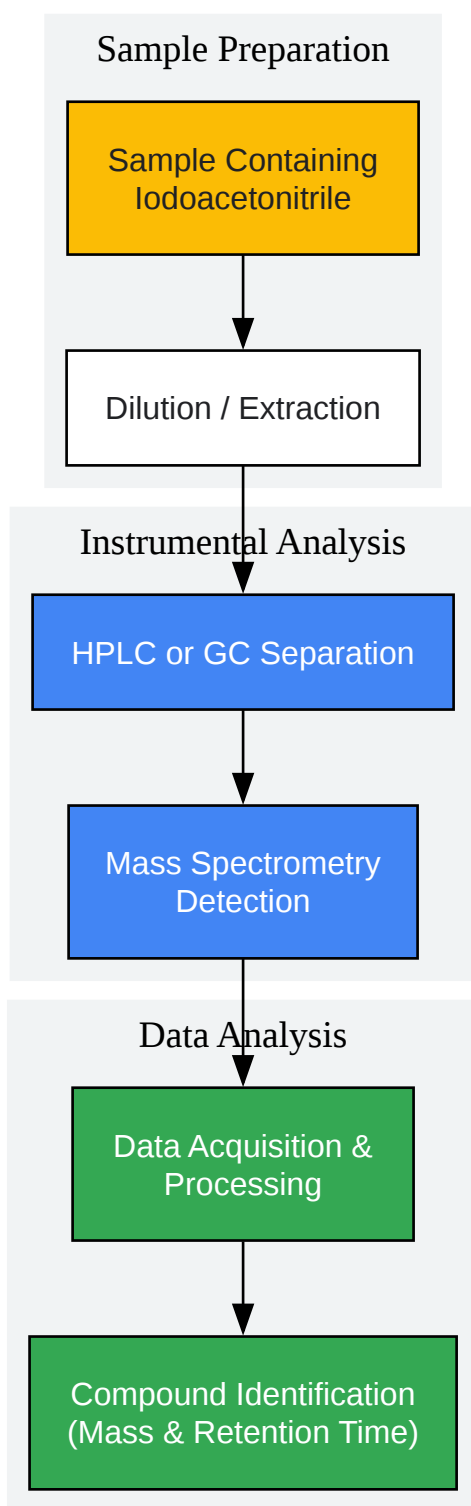 Sample Preparation
Sample Containing
Iodoacetonitrile
Dilution / Extraction
Instrumental Analysis
HPLC or GC Separation
Mass Spectrometry
Detection
Data Analysis
Data Acquisition &
Processing
Compound Identification
(Mass & Retention Time)